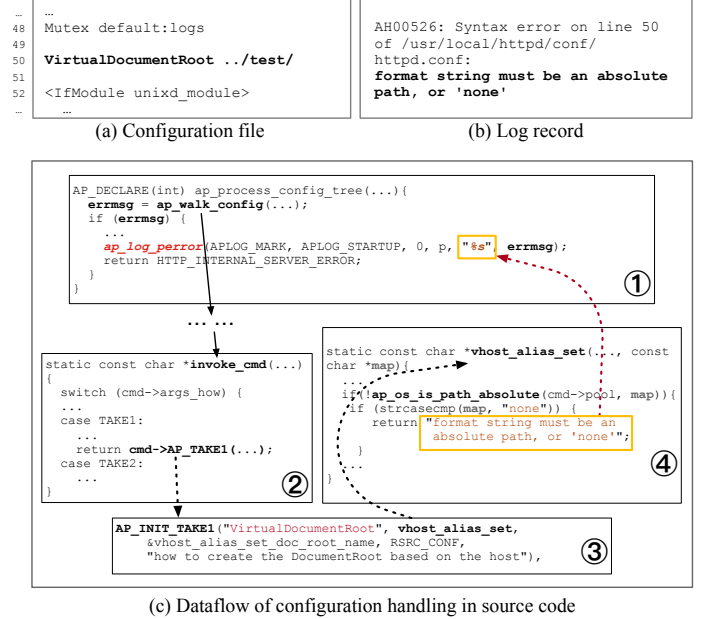 … …
48 Mutex default:logs
49
50 VirtualDocumentRoot ../test/
51
52 <IfModule unixd_module>
… …
(a) Configuration file
AH00526: Syntax error on line 50
of /usr/local/httpd/conf/
httpd.conf:
format string must be an absolute
path, or 'none'
(b) Log record
AP_DECLARE(int) ap_process_config_tree(...){
errmsg = ap_walk_config(...);
if (errmsg) {
...
ap_log_perror(APLOG_MARK, APLOG_STARTUP, 0, p, "%s", errmsg);
return HTTP_INTERNAL_SERVER_ERROR;
}
}
①
... ...
static const char *invoke_cmd(...)
{
switch (cmd->args_how) {
...
case TAKE1:
...
return cmd->AP_TAKE1(...);
case TAKE2:
...
}
②
static const char *vhost_alias_set(..., const
char *map){
...
if(!ap_os_is_path_absolute(cmd->pool, map)){
if (strcasecmp(map, "none")) {
return "format string must be an
absolute path, or 'none'";
}
...
}
④
AP_INIT_TAKE1("VirtualDocumentRoot", vhost_alias_set,
&vhost_alias_set_doc_root_name, RSRC_CONF,
"how to create the DocumentRoot based on the host"),
③
(c) Dataflow of configuration handling in source code